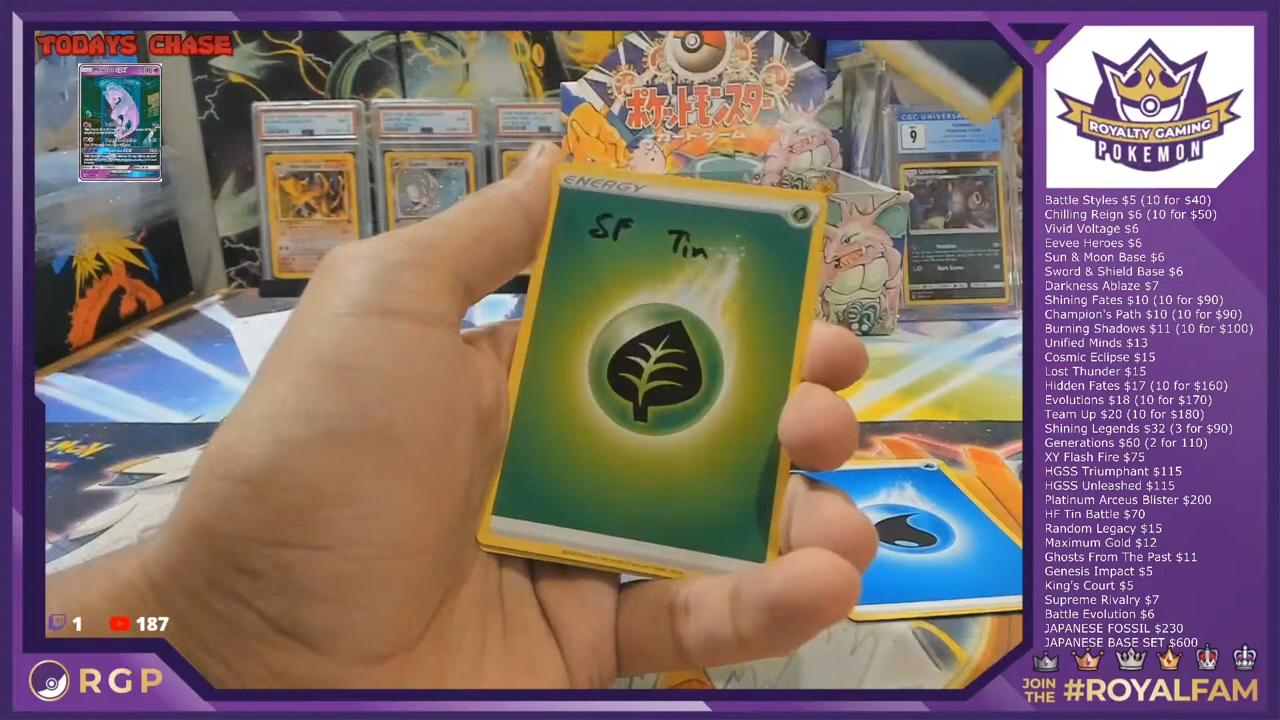 TODAYS CHASE
ポケットモンスター
カードゲーム
CGC UNIVERSAL
9
Umbreon
ENERGY
SF Tin
ROYALTY GAMING
POKEMON
Battle Styles $5 (10 for $40)
Chilling Reign $6 (10 for $50)
Vivid Voltage $6
Eevee Heroes $6
Sun & Moon Base $6
Sword & Shield Base $6
Darkness Ablaze $7
Shining Fates $10 (10 for $90)
Champion's Path $10 (10 for $90)
Burning Shadows $11 (10 for $100)
Unified Minds $13
Cosmic Eclipse $15
Lost Thunder $15
Hidden Fates $17 (10 for $160)
Evolutions $18 (10 for $170)
Team Up $20 (10 for $180)
Shining Legends $32 (3 for $90)
Generations $60 (2 for 110)
XY Flash Fire $75
HGSS Triumphant $115
HGSS Unleashed $115
Platinum Arceus Blister $200
HF Tin Battle $70
Random Legacy $15
Maximum Gold $12
Ghosts From The Past $11
Genesis Impact $5
King's Court $5
Supreme Rivalry $7
Battle Evolution $6
JAPANESE FOSSIL $230
JAPANESE BASE SET $600
1
187
RGP
JOIN THE #ROYALFAM